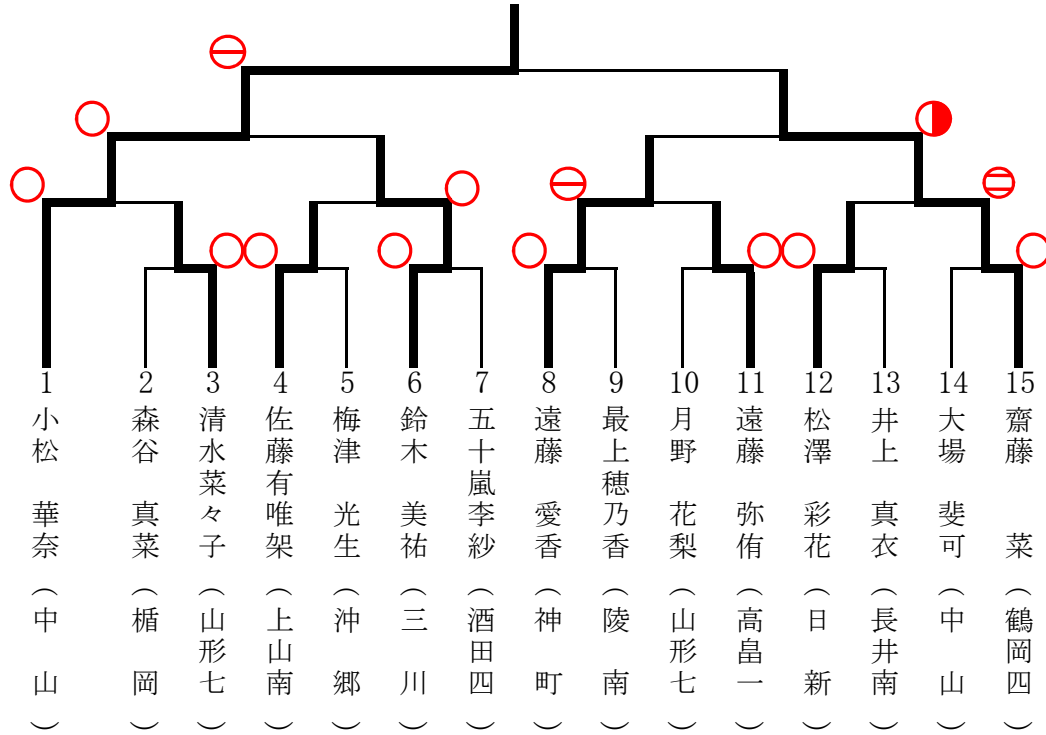 1
小松 華奈(中 山)
2
森谷 真菜(楯 岡)
3
清水菜々子(山形七)
4
佐藤有唯架(上山南)
5
梅津 光生(沖 郷)
6
鈴木 美祐(三 川)
7
五十嵐李紗(酒田四)
8
遠藤 愛香(神 町)
9
最上穂乃香(陵 南)
10
月野 花梨(山形七)
11
遠藤 弥侑(高畠一)
12
松澤 彩花(日 新)
13
井上 真衣(長井南)
14
大場 斐可(中 山)
15
齋藤 菜(鶴岡四)